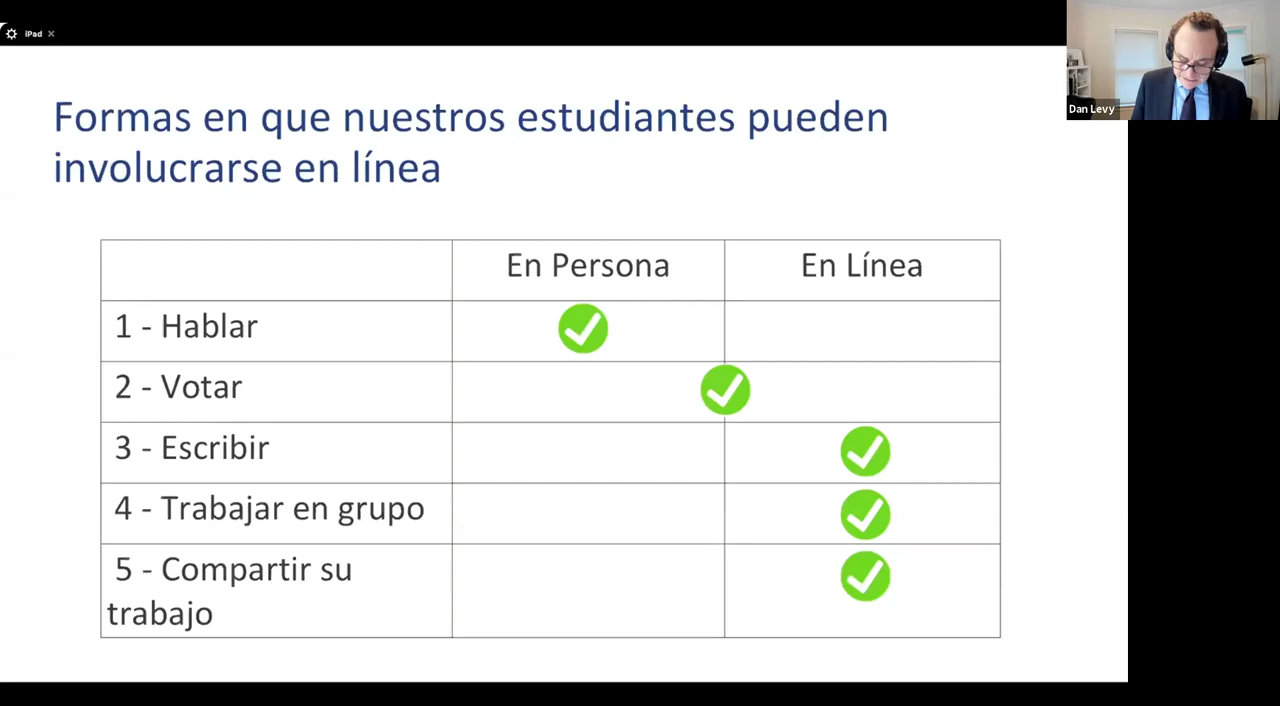 iPad
Dan Levy
Formas en que nuestros estudiantes pueden
involucrarse en línea
En Persona
En Línea
1 - Hablar
2 - Votar
3 - Escribir
4 - Trabajar en grupo
5 - Compartir su
trabajo